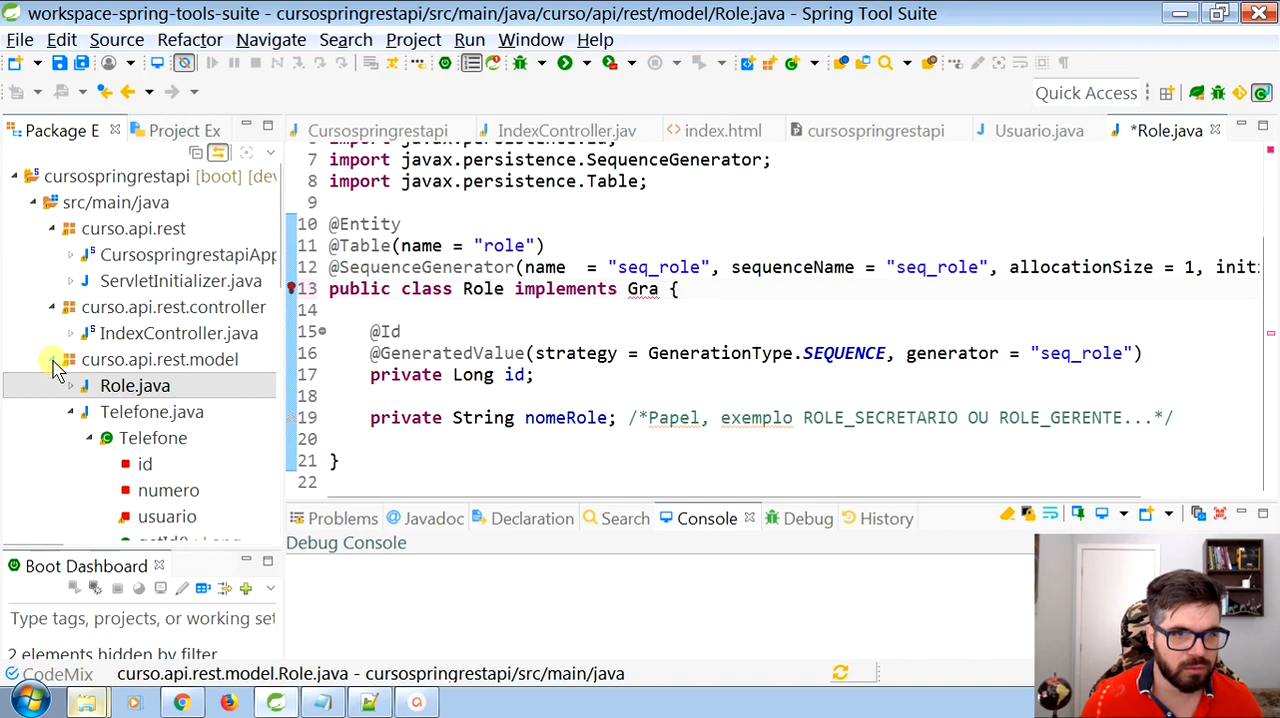 workspace-spring-tools-suite - cursospringrestapi/src/main/java/curso/api/rest/model/Role.java - Spring Tool Suite
File Edit Source Refactor Navigate Search Project Run Window Help
Quick Access
Package E
Project Ex
cursospringrestapi [boot] [dev
src/main/java
curso.api.rest
CursospringrestapiApp
ServletInitializer.java
curso.api.rest.controller
IndexController.java
curso.api.rest.model
Role.java
Telefone.java
Telefone
id
numero
usuario
Boot Dashboard
Type tags, projects, or working set
2 elements hidden by filter
Cursospringrestapi IndexController.jav index.html cursospringrestapi Usuario.java *Role.java
7 import javax.persistence.SequenceGenerator;
8 import javax.persistence.Table;
9
10 @Entity
11 @Table(name = "role")
12 @SequenceGenerator(name = "seq_role", sequenceName = "seq_role", allocationSize = 1, init
13 public class Role implements Gra {
14
15 @Id
16 @GeneratedValue(strategy = GenerationType.SEQUENCE, generator = "seq_role")
17 private Long id;
18
19 private String nomeRole; /*Papel, exemplo ROLE_SECRETARIO OU ROLE_GERENTE...*/
20
21 }
22
Problems @ Javadoc Declaration Search Console Debug History
Debug Console
CodeMix curso.api.rest.model.Role.java - cursospringrestapi/src/main/java